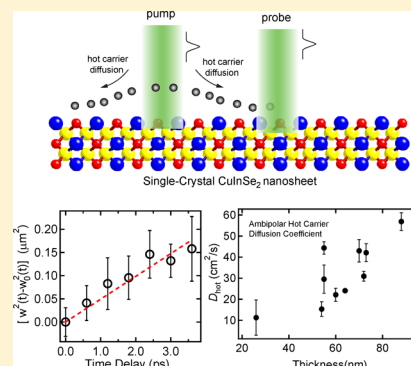 pump
probe
hot carrier
diffusion
hot carrier
diffusion
Single-Crystal CuInSe2 nanosheet
[ w2(t)-w02(t)] (μm2)
0.20
0.15
0.10
0.05
0.00
0.0 1.0 2.0 3.0
Time Delay (ps)
Dhot (cm2/s)
60
50
40
30
20
10
Ambipolar Hot Carrier
Diffusion Coefficient
20 40 60 80
Thickness(nm)